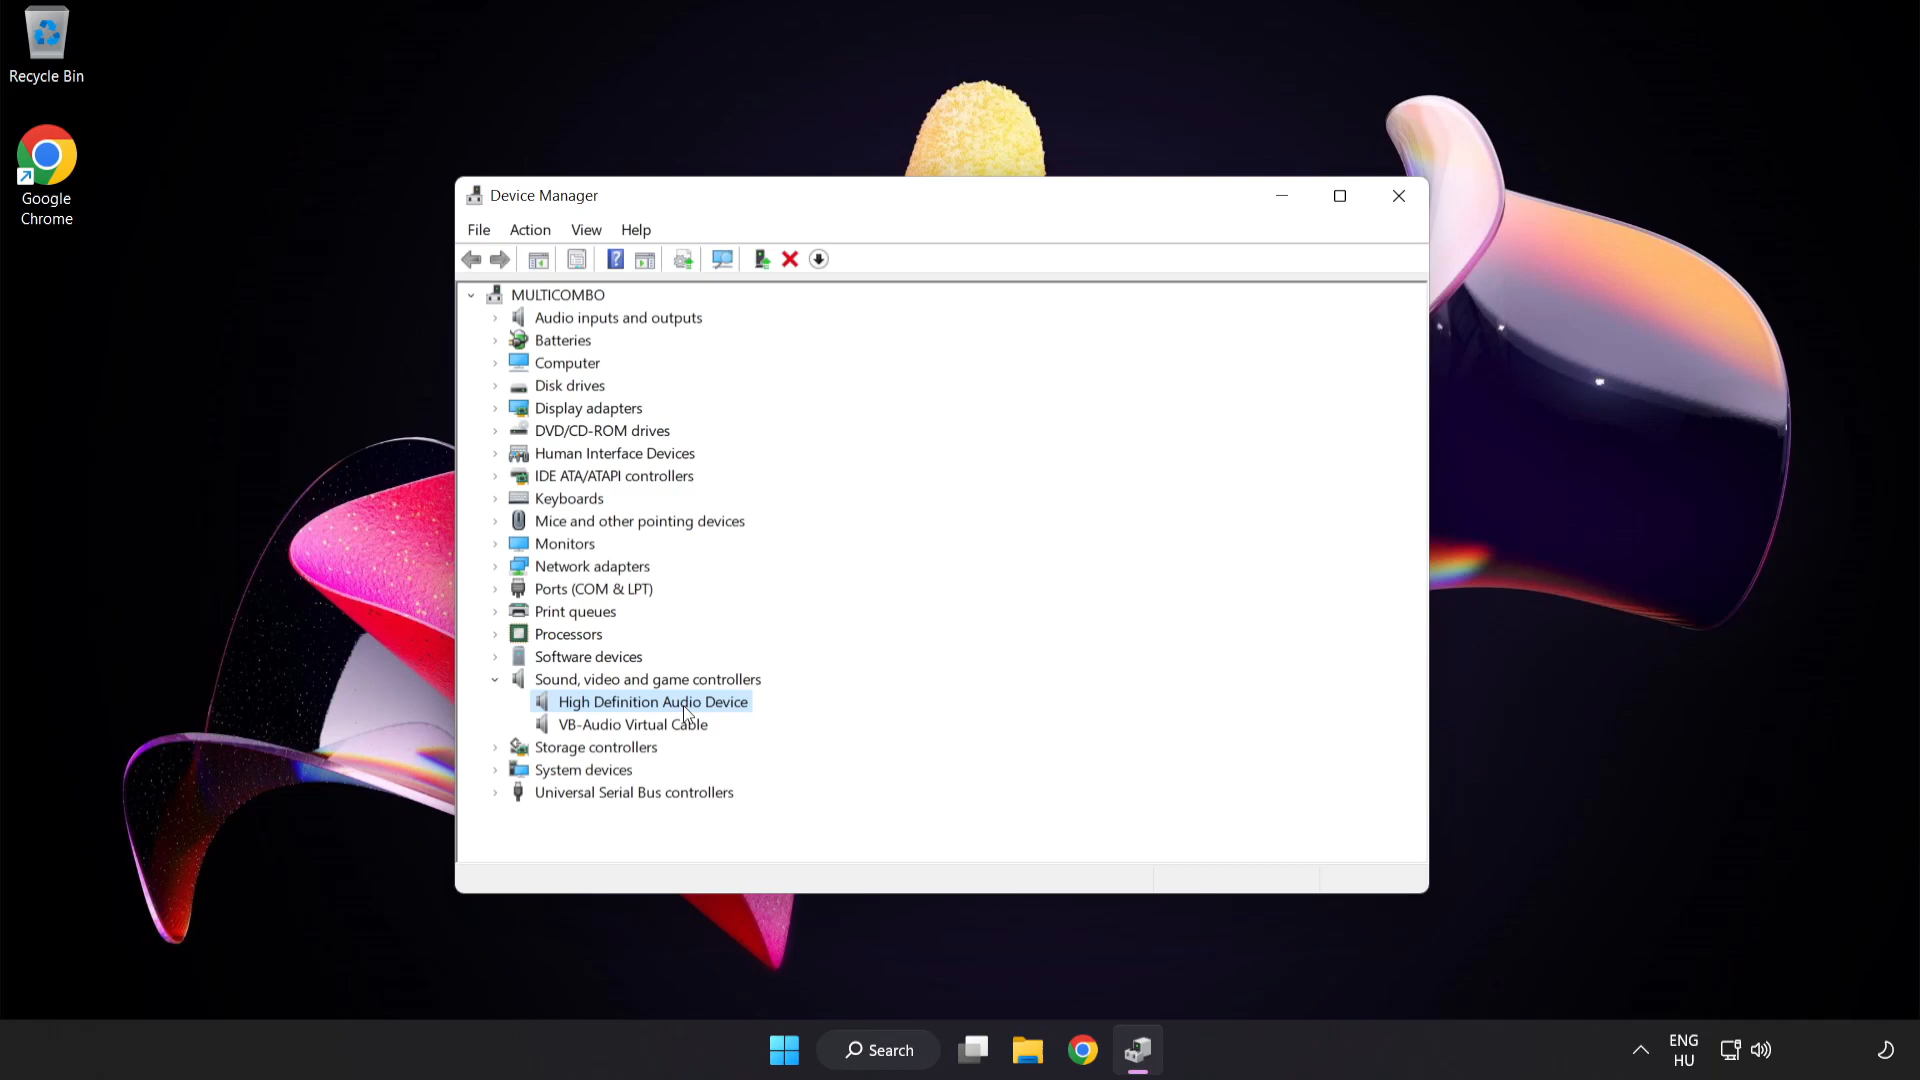 Recycle Bin
Google
Chrome
Device Manager
File Action View Help
MULTICOMBO
Audio inputs and outputs
Batteries
Computer
Disk drives
Display adapters
DVD/CD-ROM drives
Human Interface Devices
IDE ATA/ATAPI controllers
Keyboards
Mice and other pointing devices
Monitors
Network adapters
Ports (COM & LPT)
Print queues
Processors
Software devices
Sound, video and game controllers
High Definition Audio Device
VB-Audio Virtual Cable
Storage controllers
System devices
Universal Serial Bus controllers
Search
ENG
HU